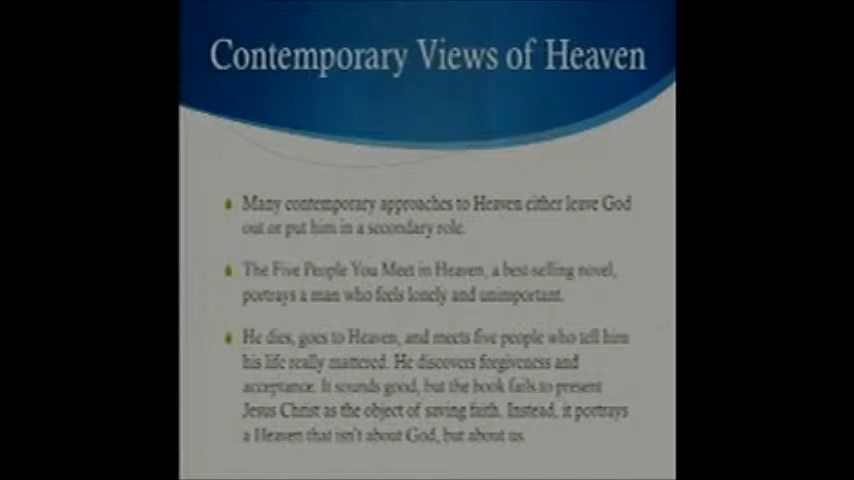 Contemporary Views of Heaven
Many contemporary approaches to Heaven either leave God
out or put him in a secondary role.
The Five People You Meet in Heaven, a best-selling novel,
portrays a man who feels lonely and unimportant.
He dies, goes to Heaven, and meets five people who tell him
his life really mattered. He discovers forgiveness and
acceptance. It sounds good, but the book fails to present
Jesus Christ as the object of saving faith. Instead, it portrays
a Heaven that isn't about God, but about us.